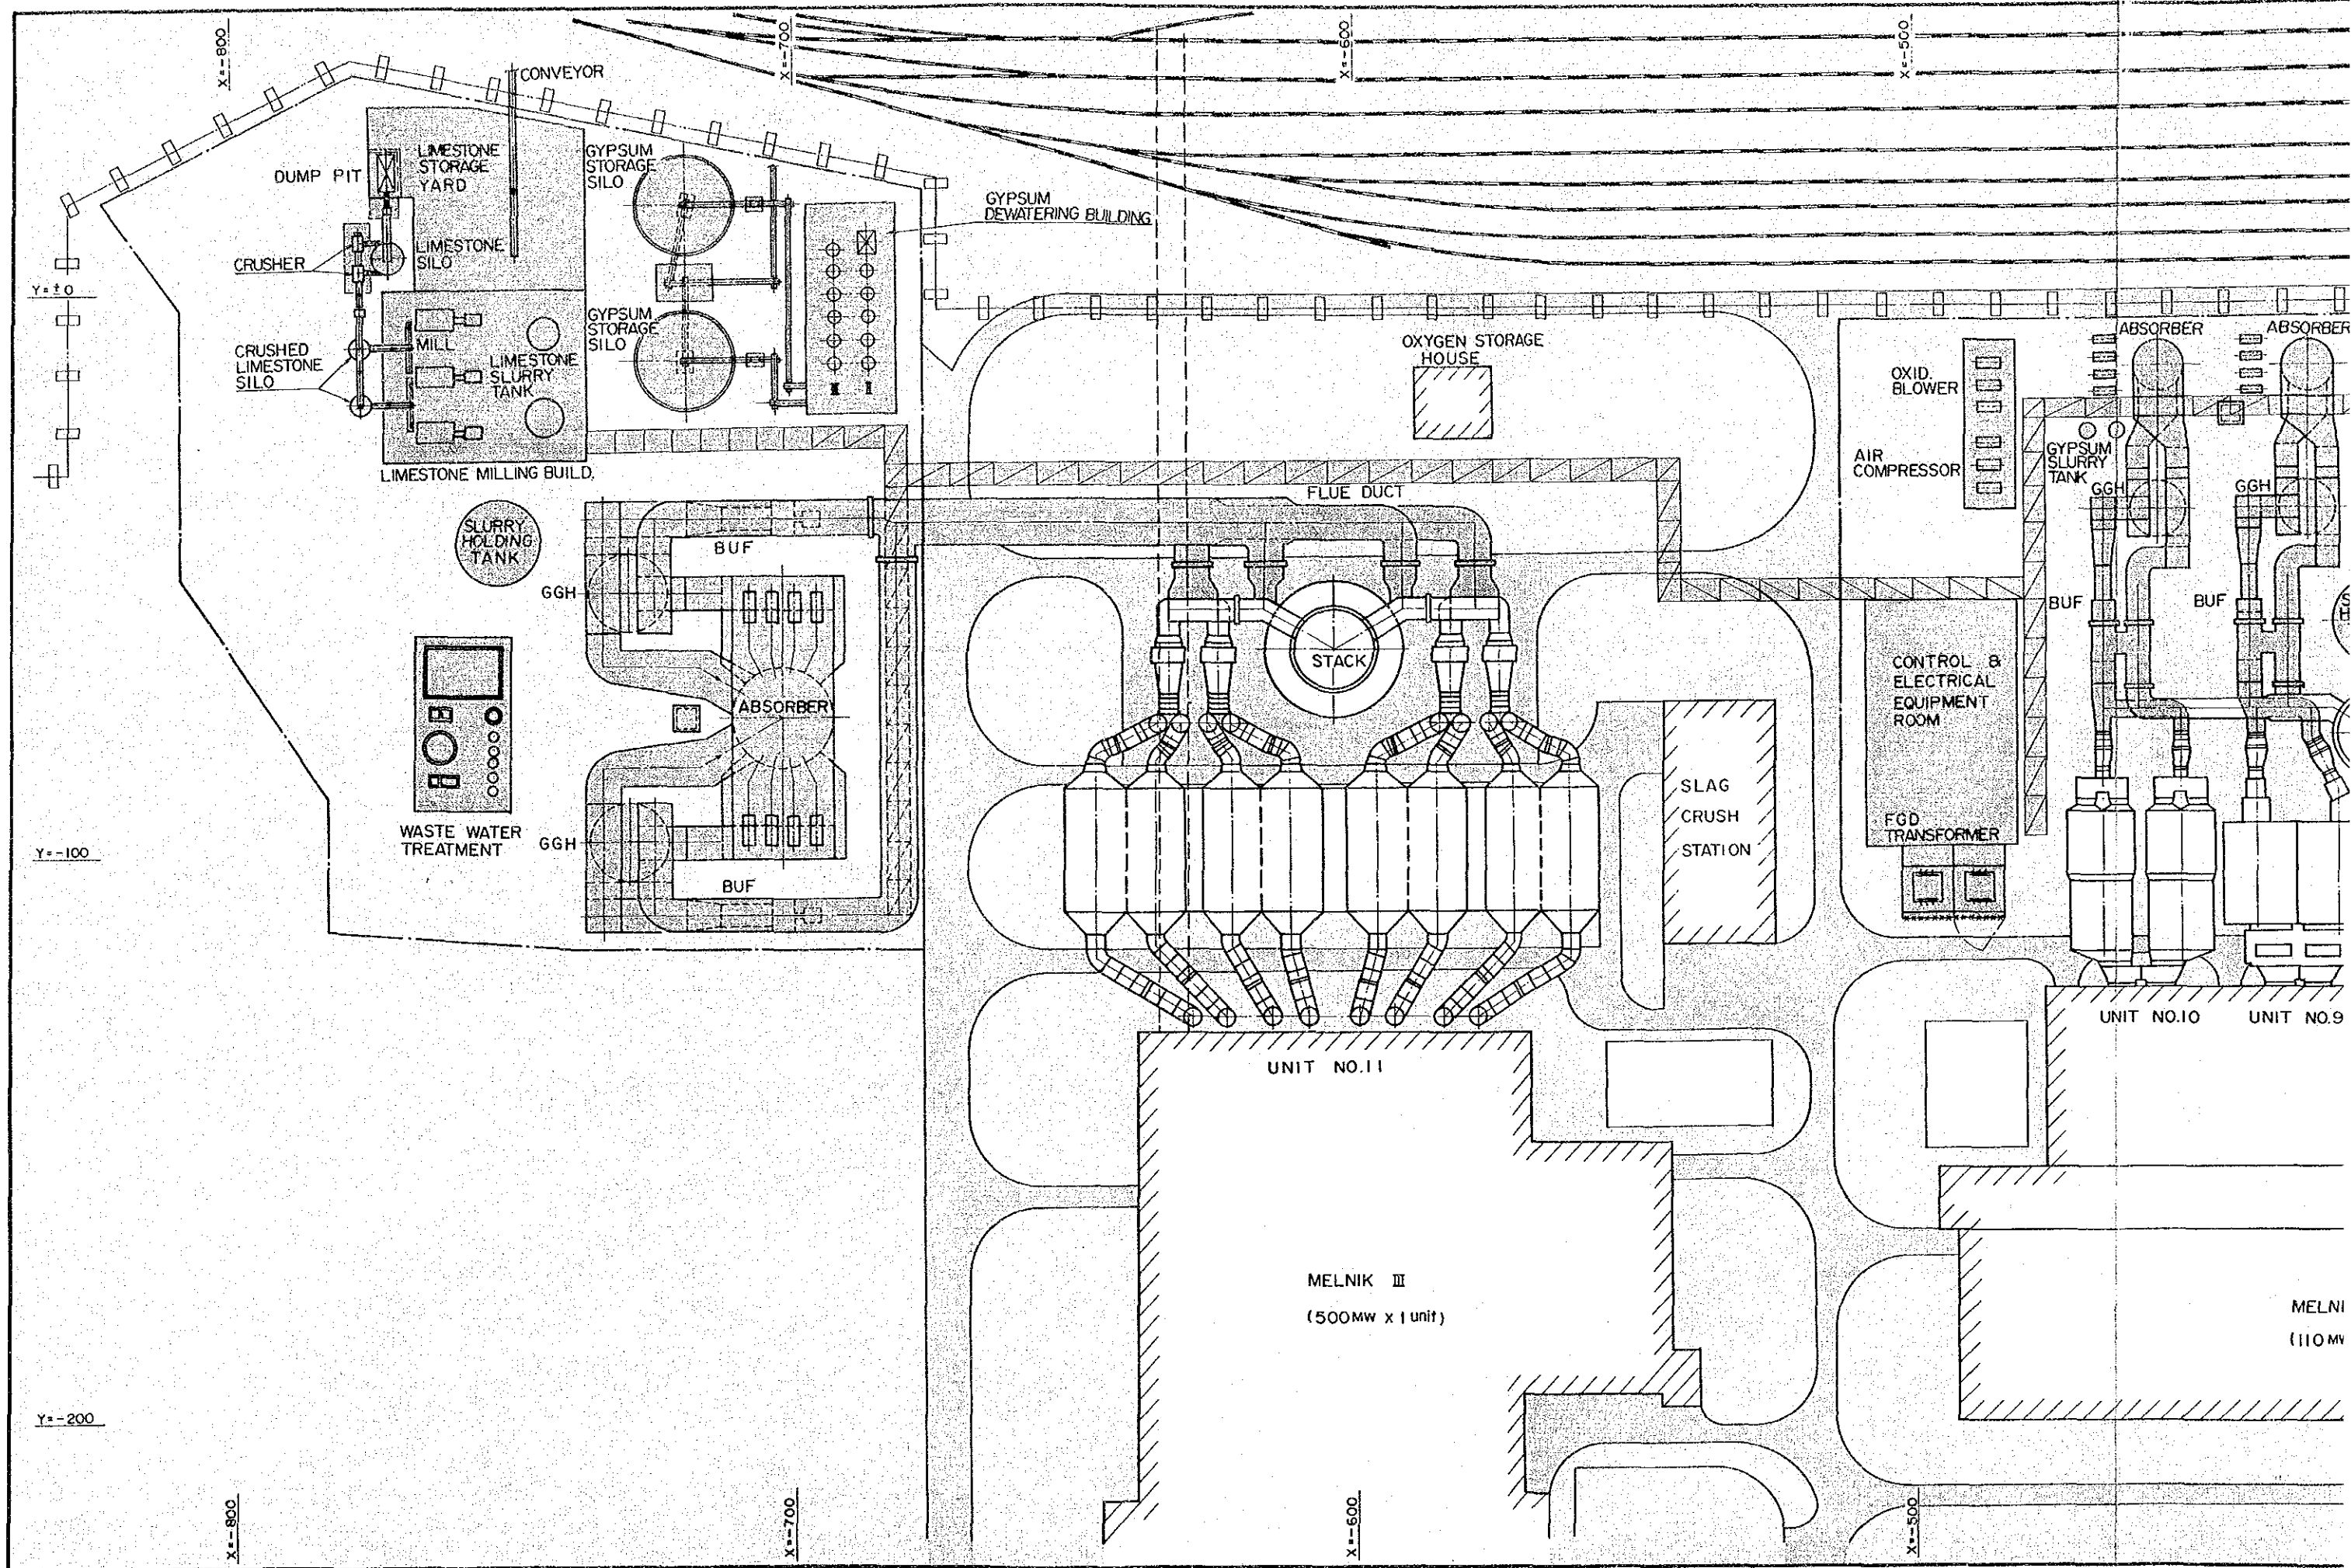 X=-800
X=-700
X=-600
X=-500
CONVEYOR
DUMP PIT
LIMESTONE
STORAGE
YARD
GYPSUM
STORAGE
SILO
GYPSUM
DEWATERING BUILDING
CRUSHER
LIMESTONE
SILO
Y=±0
GYPSUM
STORAGE
SILO
CRUSHED
LIMESTONE
SILO
MILL
LIMESTONE
SLURRY
TANK
LIMESTONE MILLING BUILD.
OXYGEN STORAGE
HOUSE
ABSORBER
ABSORBER
OXID.
BLOWER
AIR
COMPRESSOR
GYPSUM
SLURRY
TANK
GGH
GGH
FLUE DUCT
SLURRY
HOLDING
TANK
BUF
GGH
BUF
BUF
STACK
ABSORBER
CONTROL &
ELECTRICAL
EQUIPMENT
ROOM
SLAG
CRUSH
STATION
FGD
TRANSFORMER
WASTE WATER
TREATMENT
GGH
BUF
Y=-100
UNIT NO.11
UNIT NO.10
UNIT NO.9
MELNIK III
(500MW x 1 unit)
MELNI
(110 MW
Y=-200
X=-800
X=-700
X=-600
X=-500